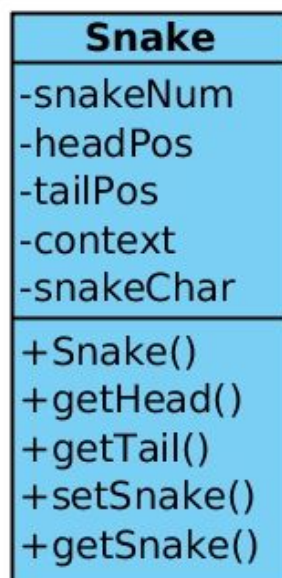 Snake
-snakeNum
-headPos
-tailPos
-context
-snakeChar
+Snake()
+getHead()
+getTail()
+setSnake()
+getSnake()